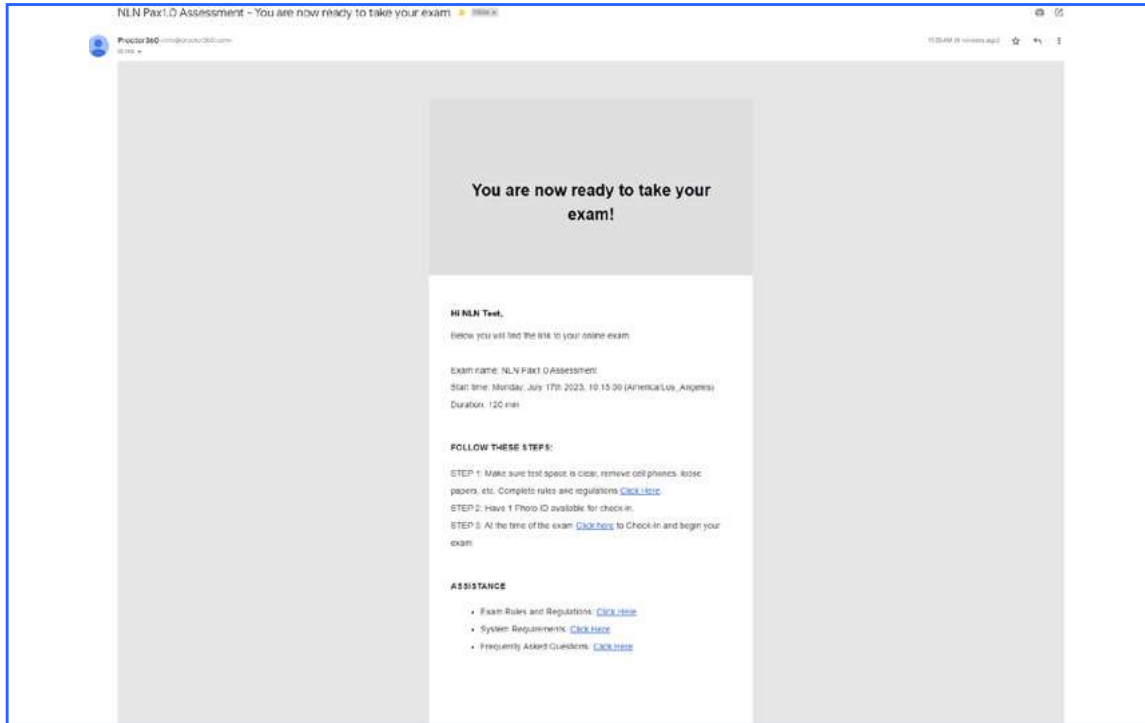 NLN Pax1.0 Assessment - You are now ready to take your exam
Proctor360 <info@proctor360.com>
to me
You are now ready to take your
exam!
Hi NLN Test,
Below you will find the link to your online exam.
Exam name: NLN Pax1.0 Assessment
Start time: Monday, July 17th 2023, 10:15:00 (America/Los_Angeles)
Duration: 120 min
FOLLOW THESE STEPS:
STEP 1: Make sure test space is clear, remove cell phones, loose
papers, etc. Complete rules and regulations Click Here.
STEP 2: Have 1 Photo ID available for check-in.
STEP 3: At the time of the exam Click here to Check-In and begin your
exam
ASSISTANCE
• Exam Rules and Regulations: Click Here
• System Requirements: Click Here
• Frequently Asked Questions: Click Here